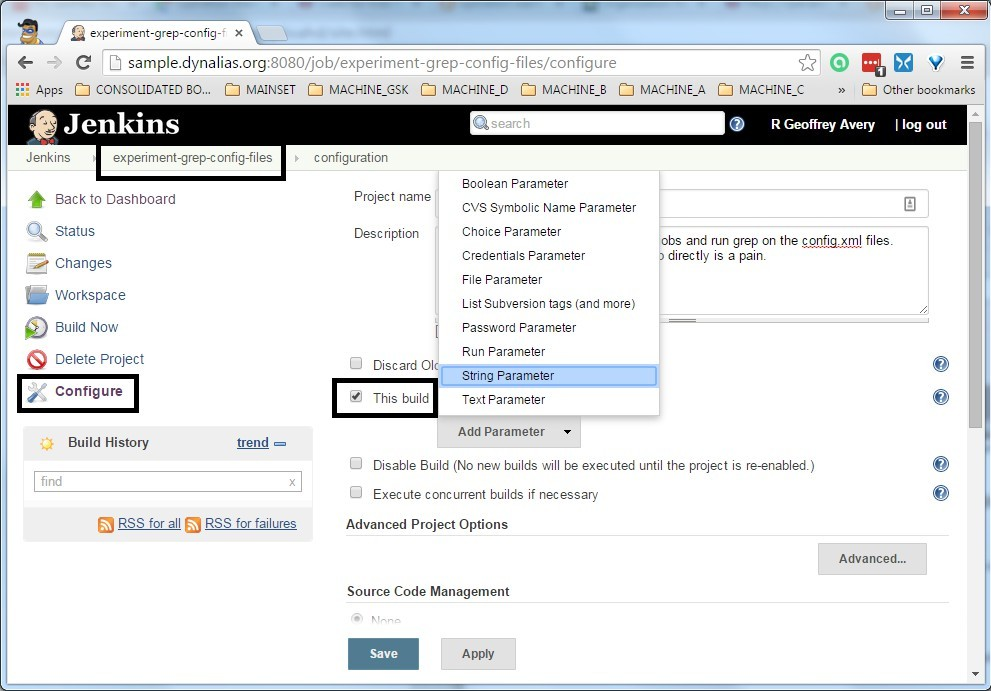 experiment-grep-config-f
sample.dynalias.org:8080/job/experiment-grep-config-files/configure
1
Apps CONSOLIDATED BO... MAINSET MACHINE_GSK MACHINE_D MACHINE_B MACHINE_A MACHINE_C » Other bookmarks
Jenkins
search
R Geoffrey Avery | log out
Jenkins experiment-grep-config-files configuration
Back to Dashboard
Status
Changes
Workspace
Build Now
Delete Project
Configure
Build History trend
find x
RSS for all RSS for failures
Project name
Description
obs and run grep on the config.xml files.
directly is a pain.
Boolean Parameter
CVS Symbolic Name Parameter
Choice Parameter
Credentials Parameter
File Parameter
List Subversion tags (and more)
Password Parameter
Run Parameter
String Parameter
Text Parameter
Discard Ol
This build
Add Parameter
Disable Build (No new builds will be executed until the project is re-enabled.)
Execute concurrent builds if necessary
Advanced Project Options
Advanced...
Source Code Management
None
Save Apply